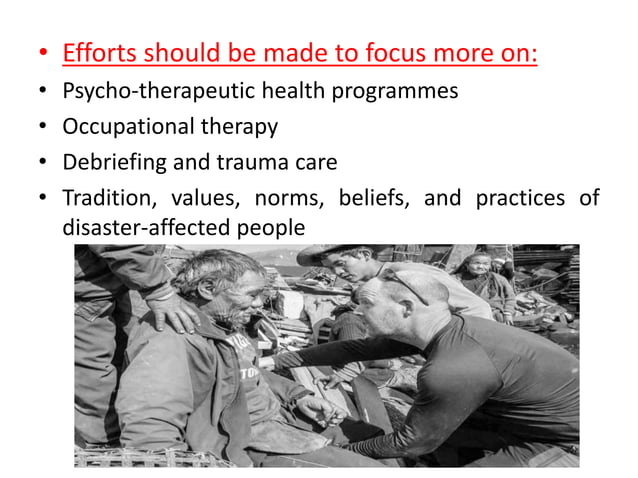 • Efforts should be made to focus more on:
• Psycho-therapeutic health programmes
• Occupational therapy
• Debriefing and trauma care
• Tradition, values, norms, beliefs, and practices of
disaster-affected people